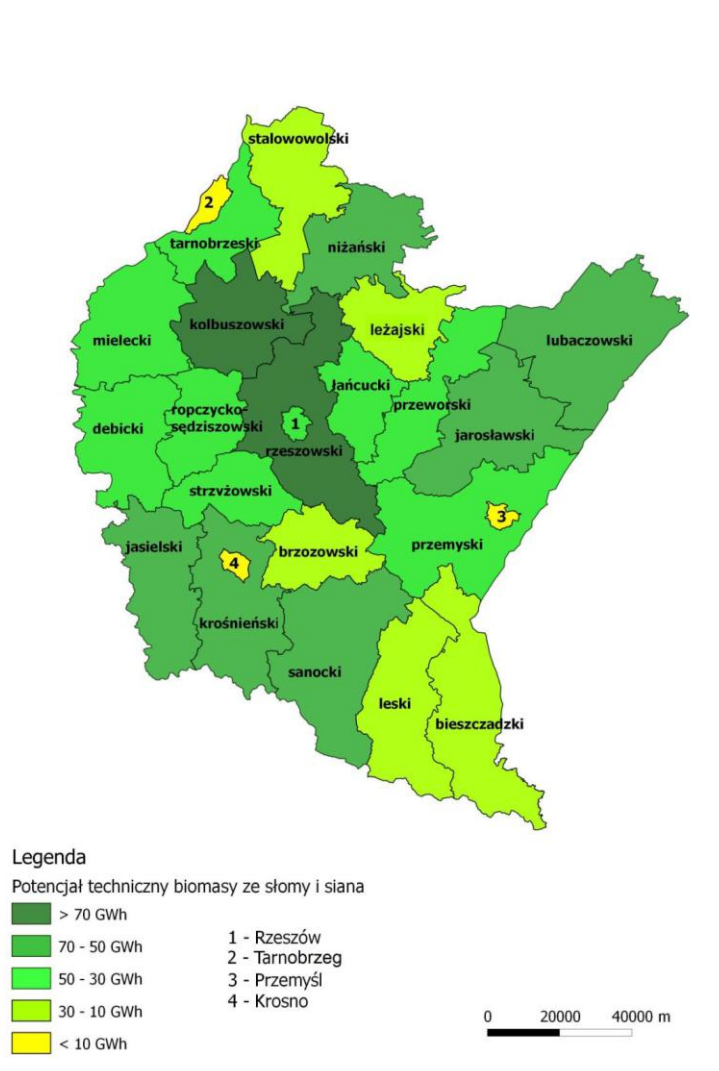 stalowowolski
2
tarnobrzeski
niżański
kolbuszowski
leżajski
mielecki
lubaczowski
łańcucki
ropczycko-
sędziszowski
przeworski
debicki
1
jarosławski
rzeszowski
strzyżowski
3
jasielski
brzozowski
przemyski
4
krośnieński
sanocki
leski
bieszczadzki
Legenda
Potencjał techniczny biomasy ze słomy i siana
> 70 GWh
70 - 50 GWh
50 - 30 GWh
30 - 10 GWh
< 10 GWh
1 - Rzeszów
2 - Tarnobrzeg
3 - Przemyśl
4 - Krosno
0 20000 40000 m